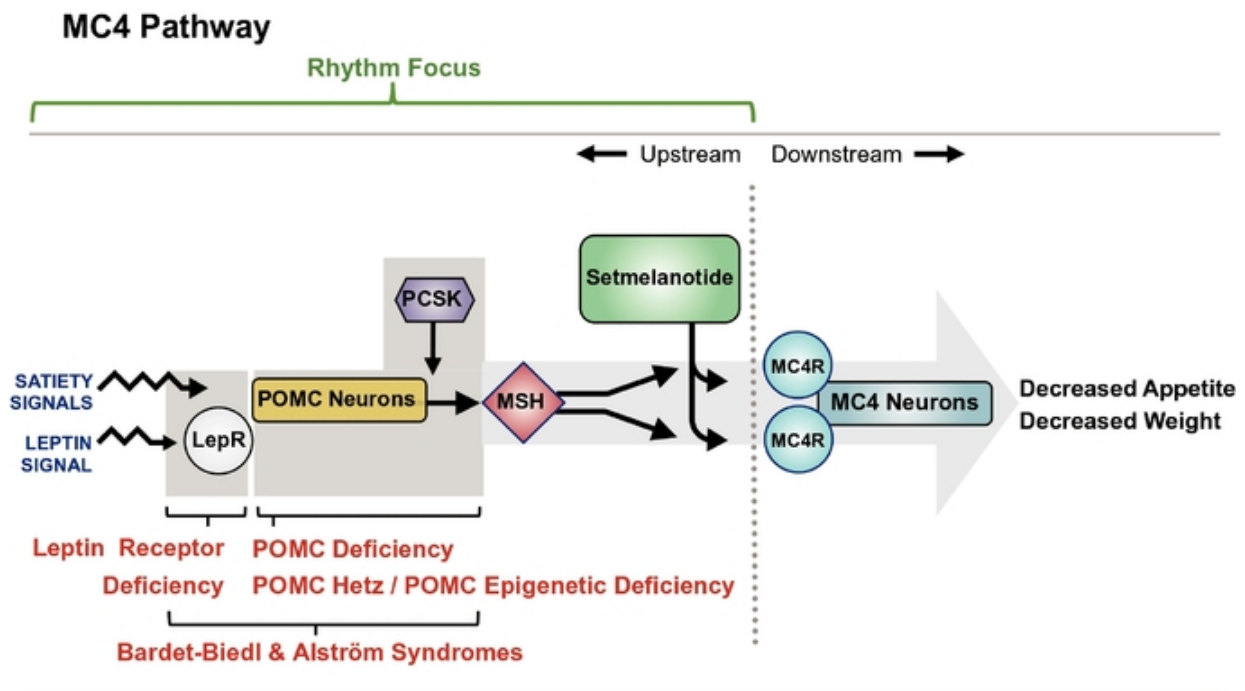 MC4 Pathway
Rhythm Focus
Upstream
Downstream
Setmelanotide
PCSK
SATIETY
SIGNALS
LEPTIN
SIGNAL
LepR
POMC Neurons
MSH
MC4R
MC4R
MC4 Neurons
Decreased Appetite
Decreased Weight
Leptin Receptor
Deficiency
POMC Deficiency
POMC Hetz / POMC Epigenetic Deficiency
Bardet-Biedl & Alström Syndromes